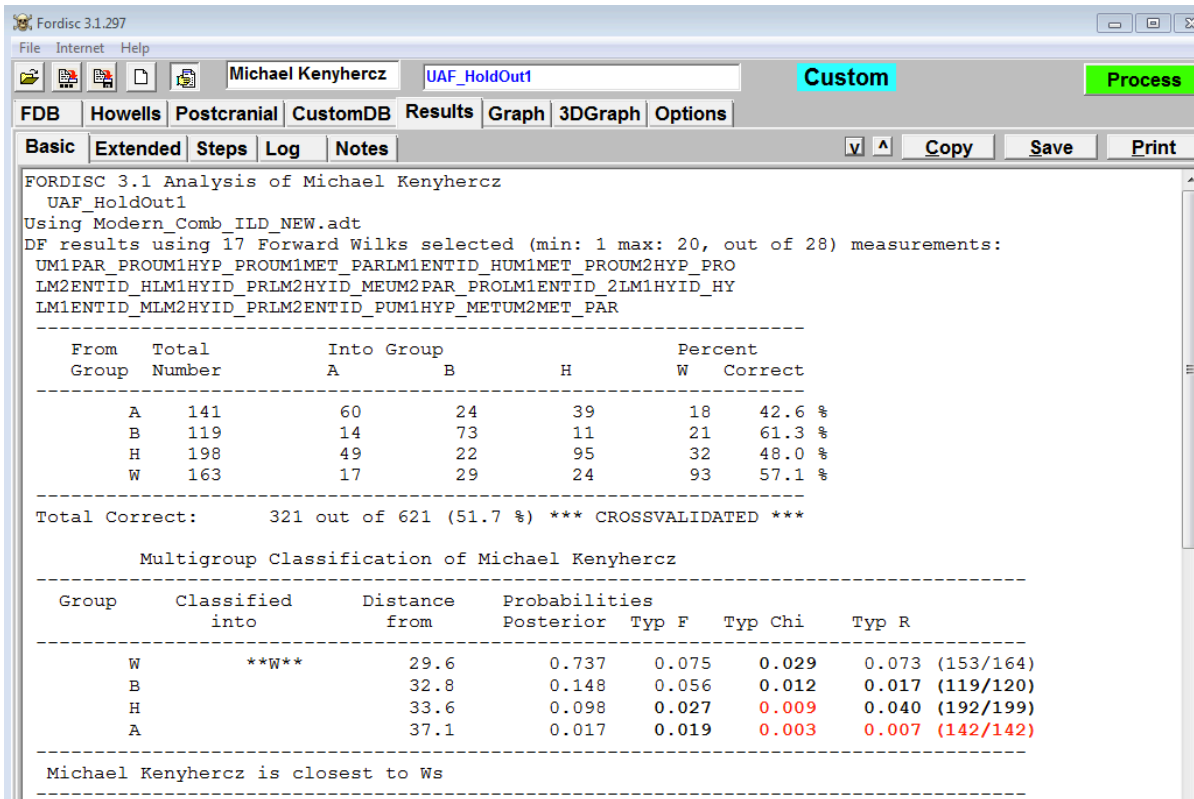 Fordisc 3.1.297
File Internet Help
Michael Kenyhercz UAF_HoldOut1 Custom Process
FDB Howells Postcranial CustomDB Results Graph 3DGraph Options
Basic Extended Steps Log Notes v ^ Copy Save Print
FORDISC 3.1 Analysis of Michael Kenyhercz
UAF_HoldOut1
Using Modern_Comb_ILD_NEW.adt
DF results using 17 Forward Wilks selected (min: 1 max: 20, out of 28) measurements:
UM1PAR_PROUM1HYP_PROUM1MET_PARLM1ENTID_HUM1MET_PROUM2HYP_PRO
LM2ENTID_HLM1HYID_PRLM2HYID_MEUM2PAR_PROLM1ENTID_2LM1HYID_HY
LM1ENTID_MLM2HYID_PRLM2ENTID_PUM1HYP_METUM2MET_PAR
From Total Into Group Percent
Group Number A B H W Correct
A 141 60 24 39 18 42.6 %
B 119 14 73 11 21 61.3 %
H 198 49 22 95 32 48.0 %
W 163 17 29 24 93 57.1 %
Total Correct: 321 out of 621 (51.7 %) *** CROSSVALIDATED ***
Multigroup Classification of Michael Kenyhercz
Group Classified Distance Probabilities
into from Posterior Typ F Typ Chi Typ R
W **W** 29.6 0.737 0.075 0.029 0.073 (153/164)
B 32.8 0.148 0.056 0.012 0.017 (119/120)
H 33.6 0.098 0.027 0.009 0.040 (192/199)
A 37.1 0.017 0.019 0.003 0.007 (142/142)
Michael Kenyhercz is closest to Ws